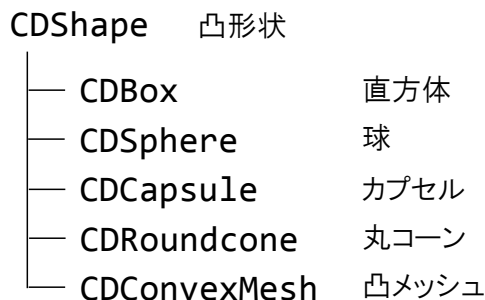 CDShape 凸形状
CDBox 直方体
CDSphere 球
CDCapsule カプセル
CDRoundcone 丸コーン
CDConvexMesh 凸メッシュ